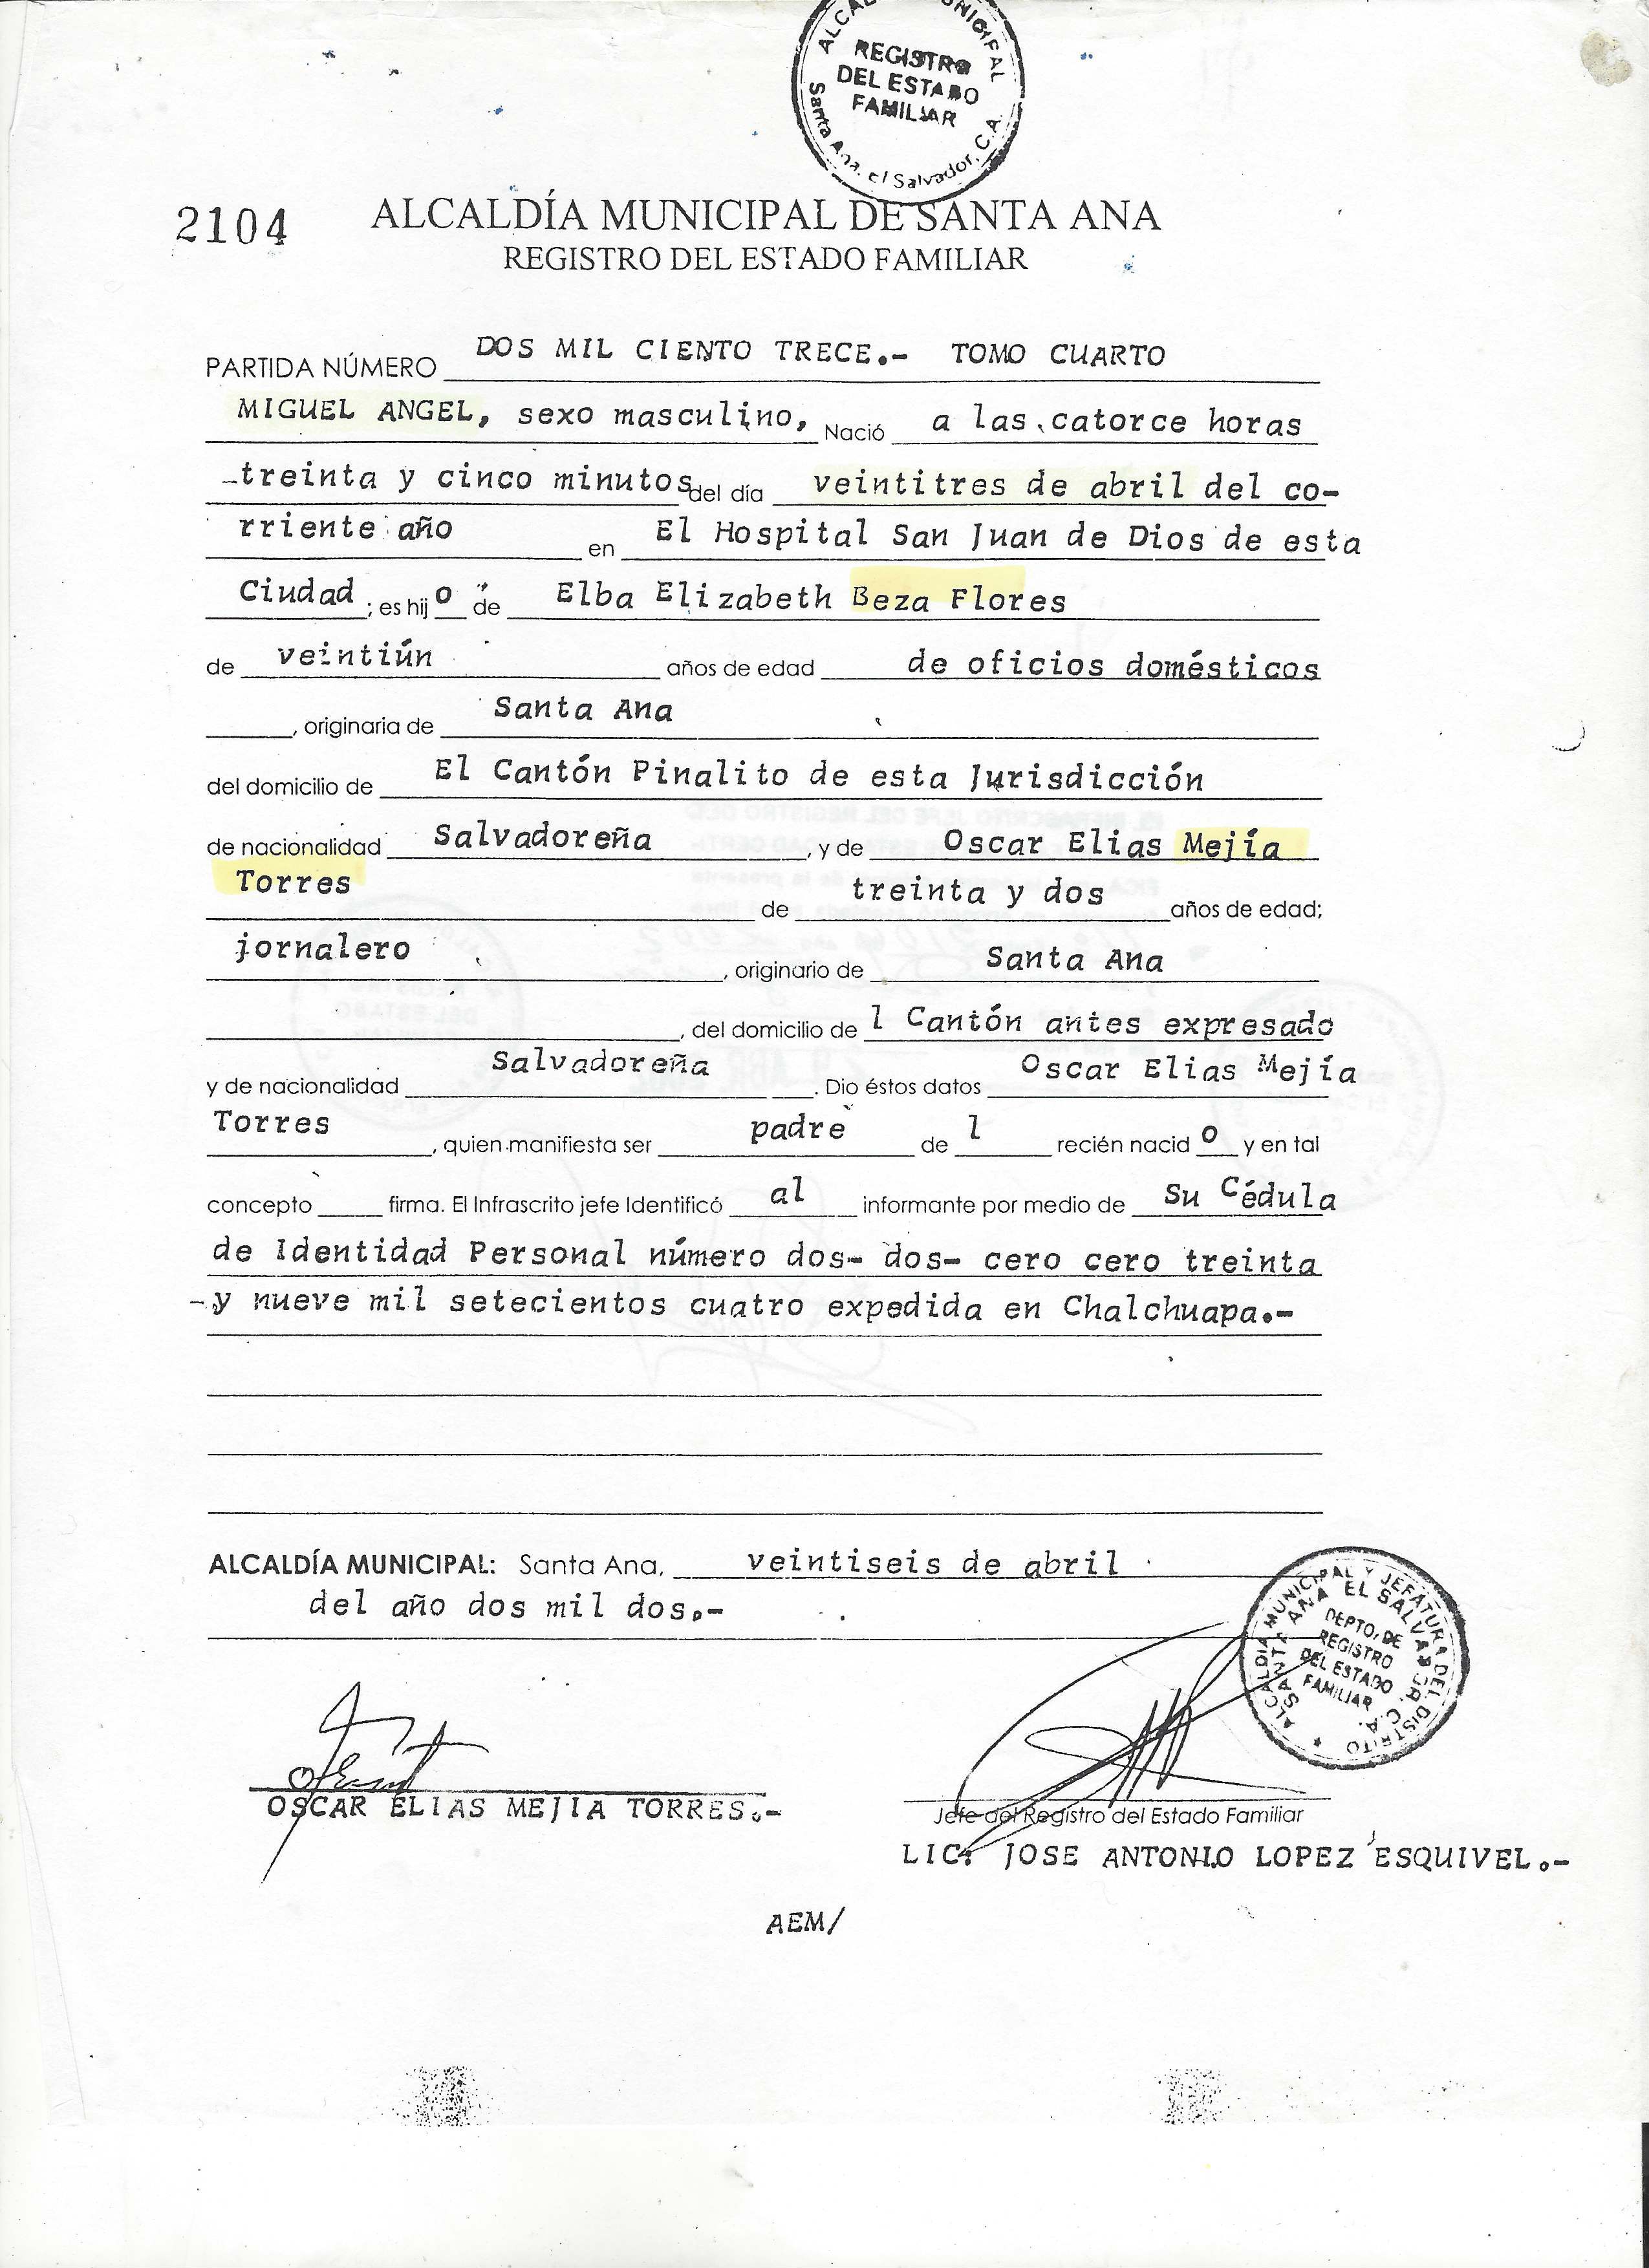 ALCALDÍA MUNICIPAL
REGISTRO
DEL ESTADO
FAMILIAR
Santa Ana, El Salvador, C.A.
2104 ALCALDÍA MUNICIPAL DE SANTA ANA
REGISTRO DEL ESTADO FAMILIAR
PARTIDA NÚMERO DOS MIL CIENTO TRECE.- TOMO CUARTO
MIGUEL ANGEL, sexo masculino, Nació a las catorce horas
treinta y cinco minutos del día veintitres de abril del co-
rriente año en El Hospital San Juan de Dios de esta
Ciudad ; es hij o de Elba Elizabeth Beza Flores
de veintiún años de edad de oficios domésticos
, originaria de Santa Ana
del domicilio de El Cantón Pinalito de esta Jurisdicción
de nacionalidad Salvadoreña , y de Oscar Elias Mejía
Torres de treinta y dos años de edad;
jornalero , originario de Santa Ana
, del domicilio de l Cantón antes expresado
y de nacionalidad Salvadoreña . Dio éstos datos Oscar Elias Mejía
Torres , quien manifiesta ser padre de l recién nacid o y en tal
concepto firma. El Infrascrito jefe Identificó al informante por medio de Su Cédula
de Identidad Personal número dos- dos- cero cero treinta
-y nueve mil setecientos cuatro expedida en Chalchuapa.-
ALCALDÍA MUNICIPAL: Santa Ana, veintiseis de abril
del año dos mil dos.-
ALCALDIA MUNICIPAL Y JEFATURA DEL DISTRITO
SANTA ANA EL SALVADOR, C.A.
DEPTO. DE
REGISTRO
DEL ESTADO
FAMILIAR
OSCAR ELIAS MEJIA TORRES.-
Jefe del Registro del Estado Familiar
LIC. JOSE ANTONIO LOPEZ ESQUIVEL.-
AEM/